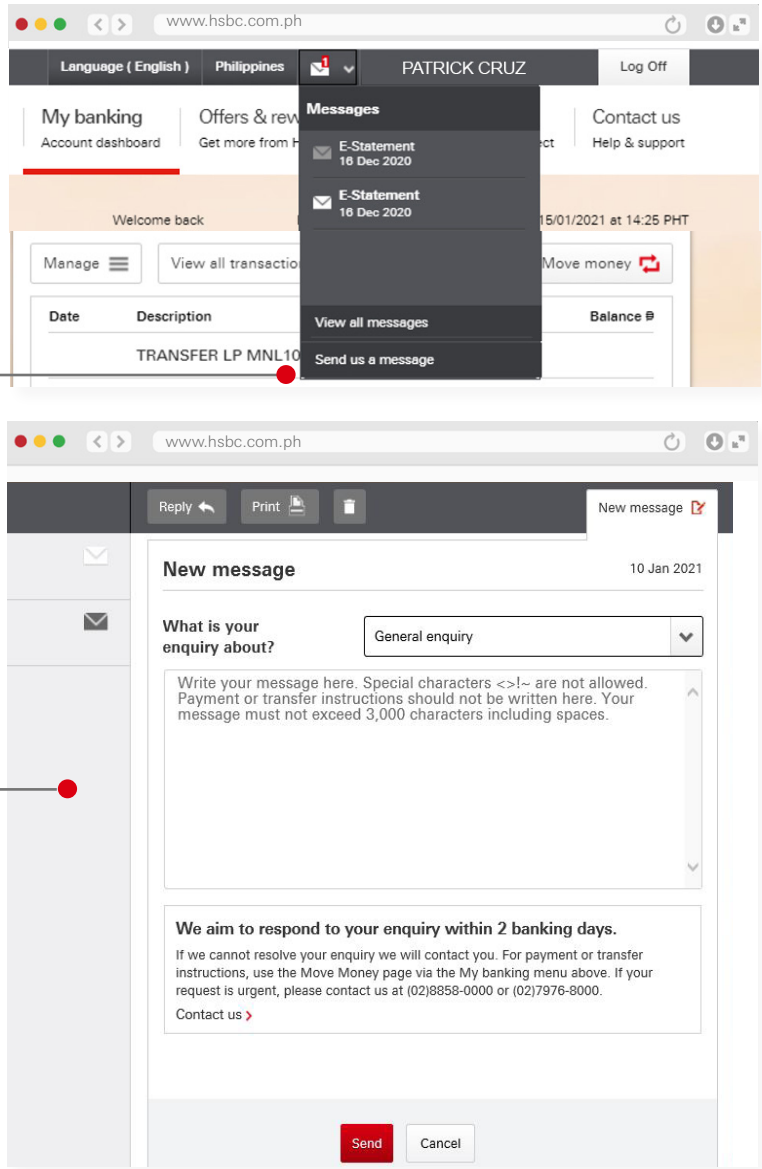 www.hsbc.com.ph
Language ( English ) Philippines 1 PATRICK CRUZ Log Off
My banking Offers & rew Contact us
Account dashboard Get more from H ect Help & support
Messages
E-Statement
16 Dec 2020
E-Statement
16 Dec 2020
View all messages
Send us a message
Welcome back 15/01/2021 at 14:25 PHT
Manage View all transactio Move money
Date Description Balance ₱
TRANSFER LP MNL10
www.hsbc.com.ph
Reply Print New message
New message 10 Jan 2021
What is your
enquiry about?
General enquiry
Write your message here. Special characters <>!~ are not allowed.
Payment or transfer instructions should not be written here. Your
message must not exceed 3,000 characters including spaces.
We aim to respond to your enquiry within 2 banking days.
If we cannot resolve your enquiry we will contact you. For payment or transfer
instructions, use the Move Money page via the My banking menu above. If your
request is urgent, please contact us at (02)8858-0000 or (02)7976-8000.
Contact us >
Send Cancel